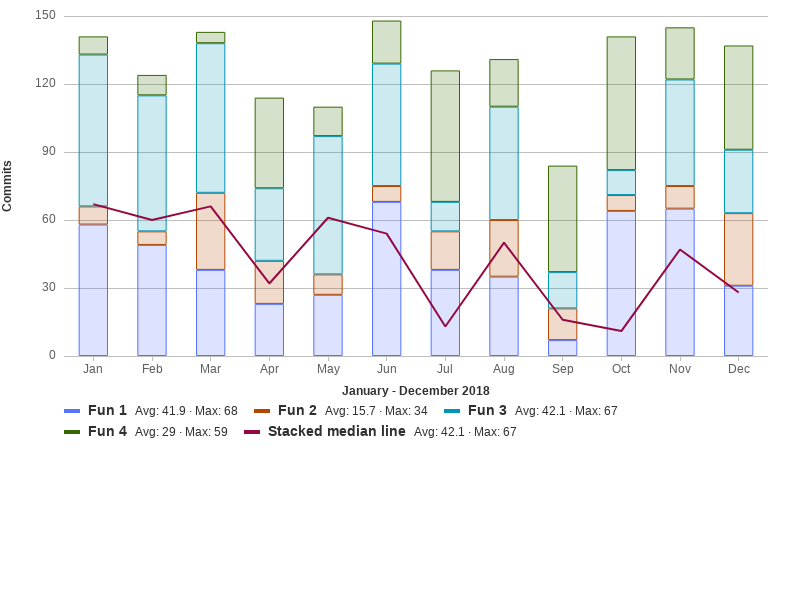 150
120
90
60
30
0
Commits
Jan Feb Mar Apr May Jun Jul Aug Sep Oct Nov Dec
January - December 2018
Fun 1 Avg: 41.9 · Max: 68 Fun 2 Avg: 15.7 · Max: 34 Fun 3 Avg: 42.1 · Max: 67
Fun 4 Avg: 29 · Max: 59 Stacked median line Avg: 42.1 · Max: 67